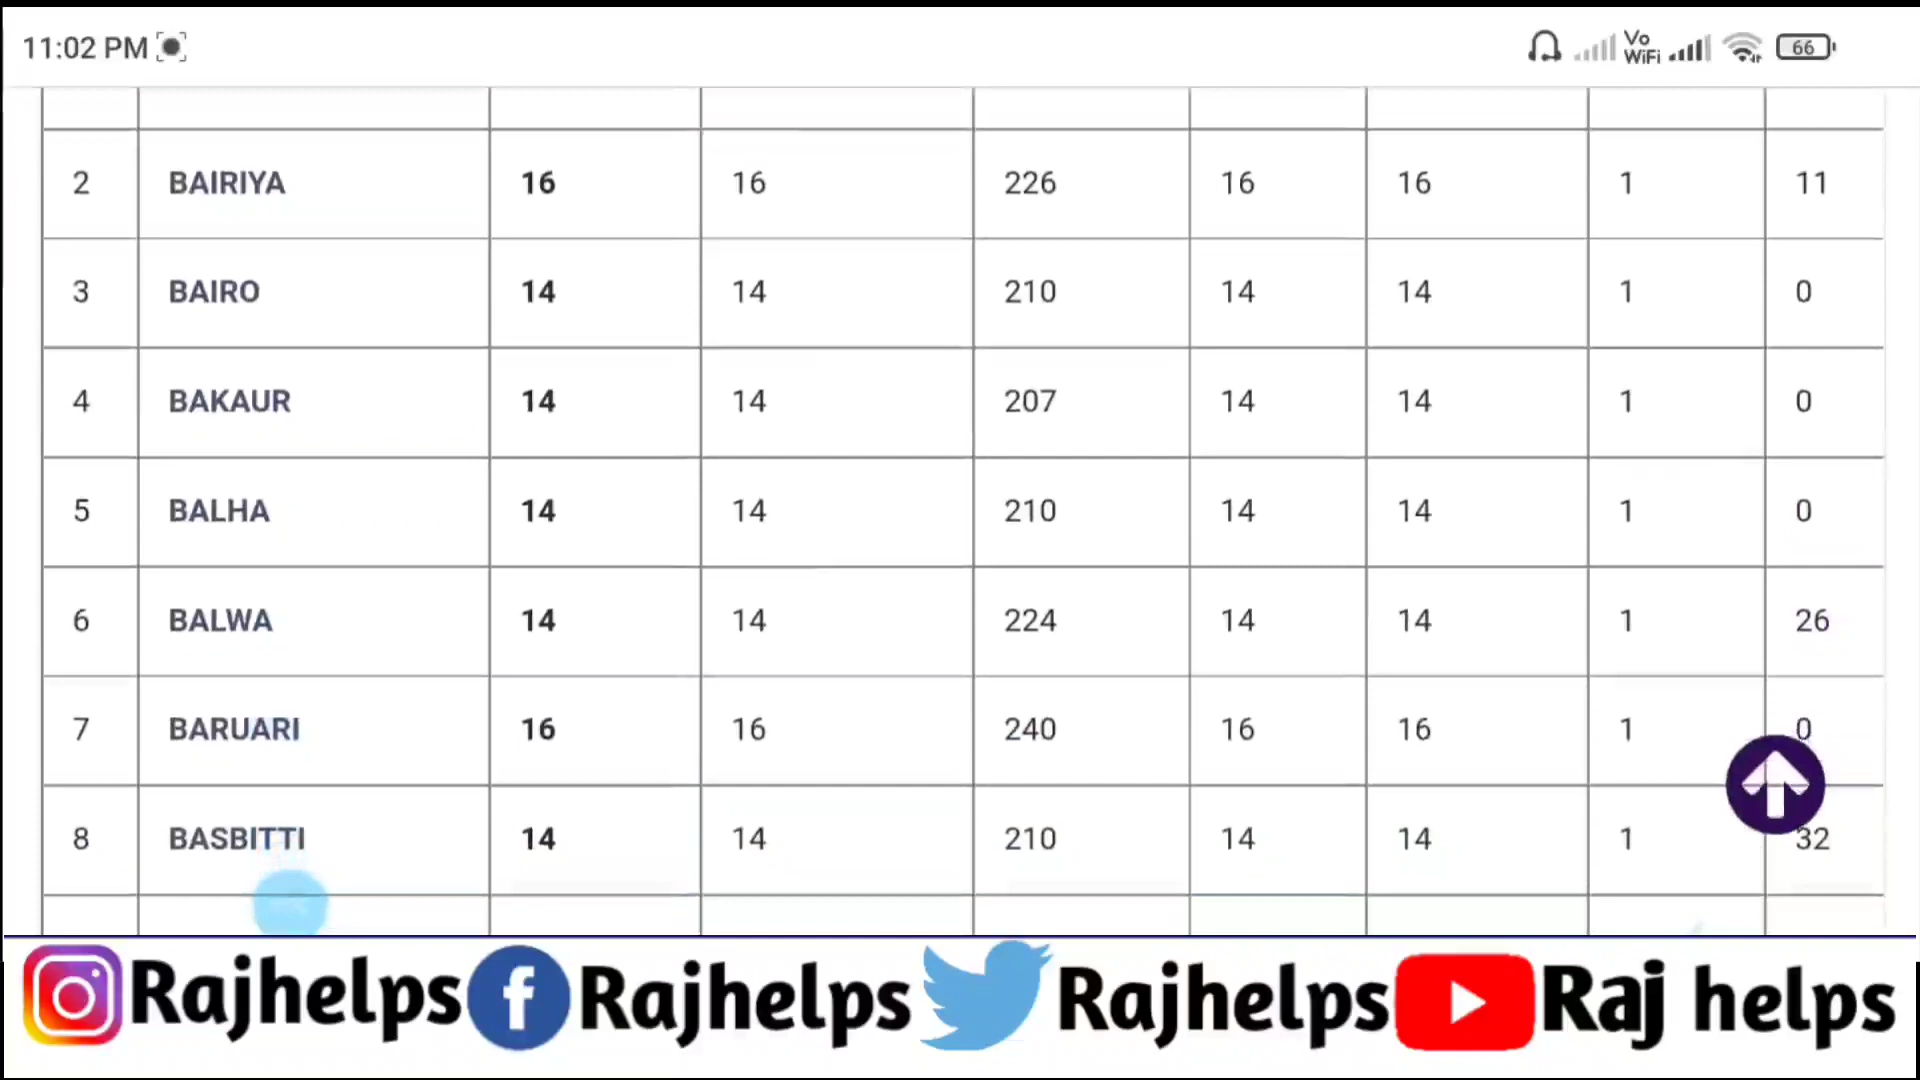 11:02 PM Vo WiFi 66
2 BAIRIYA 16 16 226 16 16 1 11
3 BAIRO 14 14 210 14 14 1 0
4 BAKAUR 14 14 207 14 14 1 0
5 BALHA 14 14 210 14 14 1 0
6 BALWA 14 14 224 14 14 1 26
7 BARUARI 16 16 240 16 16 1 0
8 BASBITTI 14 14 210 14 14 1 32
Rajhelps Rajhelps Rajhelps Raj helps